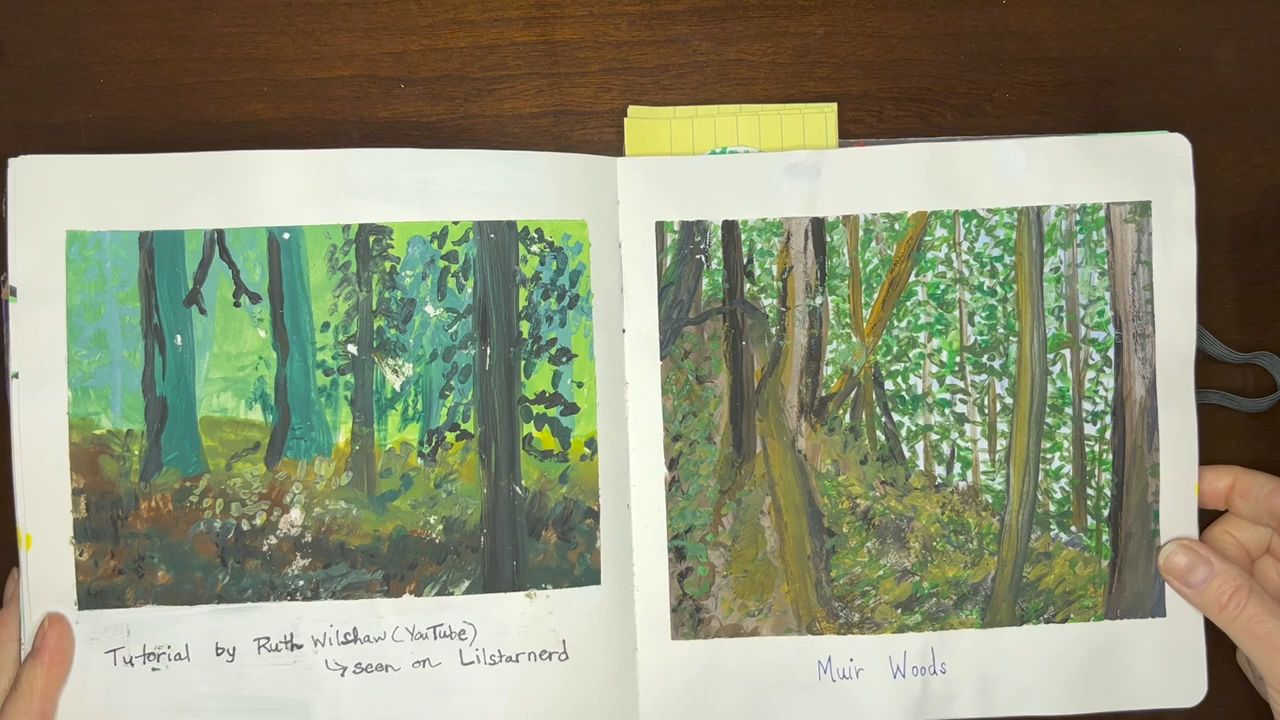 Tutorial by Ruth Wilshaw (YouTube)
↳ seen on Lilstarnerd
Muir Woods